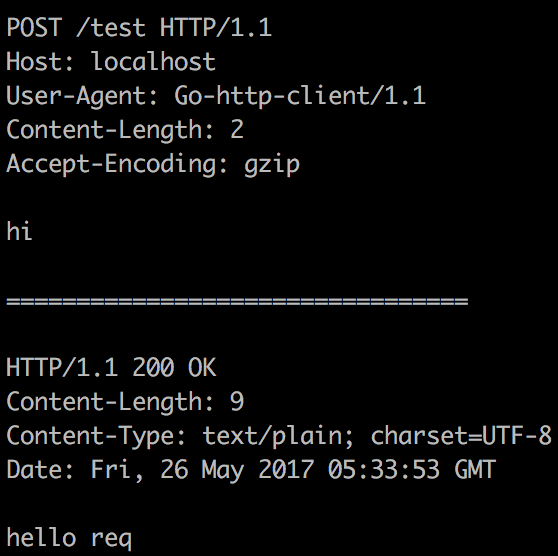 POST /test HTTP/1.1
Host: localhost
User-Agent: Go-http-client/1.1
Content-Length: 2
Accept-Encoding: gzip

hi

=================================

HTTP/1.1 200 OK
Content-Length: 9
Content-Type: text/plain; charset=UTF-8
Date: Fri, 26 May 2017 05:33:53 GMT

hello req